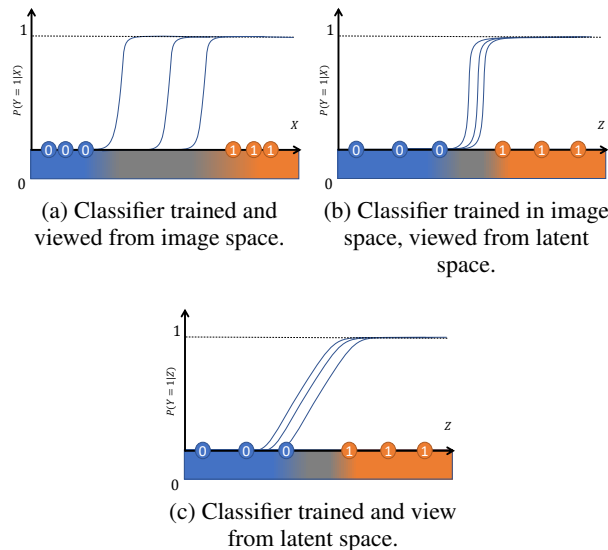 1
P(Y = 1|X)
X
0 0 0 1 1 1
0
(a) Classifier trained and
viewed from image space.
1
P(Y = 1|X)
Z
0 0 0 1 1 1
0
(b) Classifier trained in image
space, viewed from latent
space.
1
P(Y = 1|Z)
Z
0 0 0 1 1 1
0
(c) Classifier trained and view
from latent space.